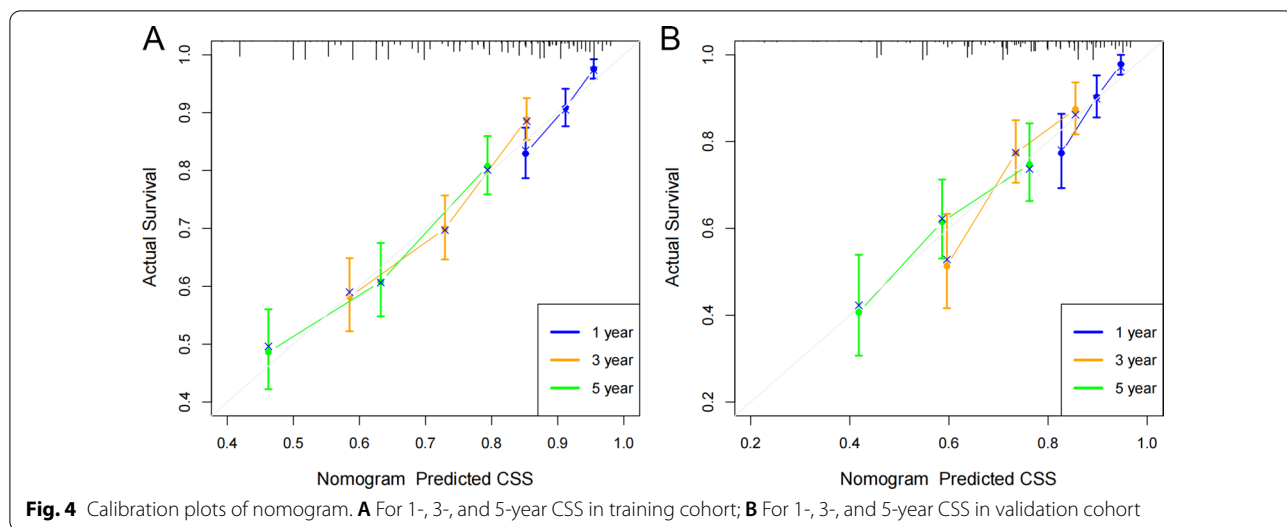 A
Actual Survival
1.0
0.9
0.8
0.7
0.6
0.5
0.4
0.4 0.5 0.6 0.7 0.8 0.9 1.0
Nomogram Predicted CSS
1 year
3 year
5 year
B
Actual Survival
1.0
0.8
0.6
0.4
0.2
0.2 0.4 0.6 0.8 1.0
Nomogram Predicted CSS
1 year
3 year
5 year
Fig. 4 Calibration plots of nomogram. A For 1-, 3-, and 5-year CSS in training cohort; B For 1-, 3-, and 5-year CSS in validation cohort